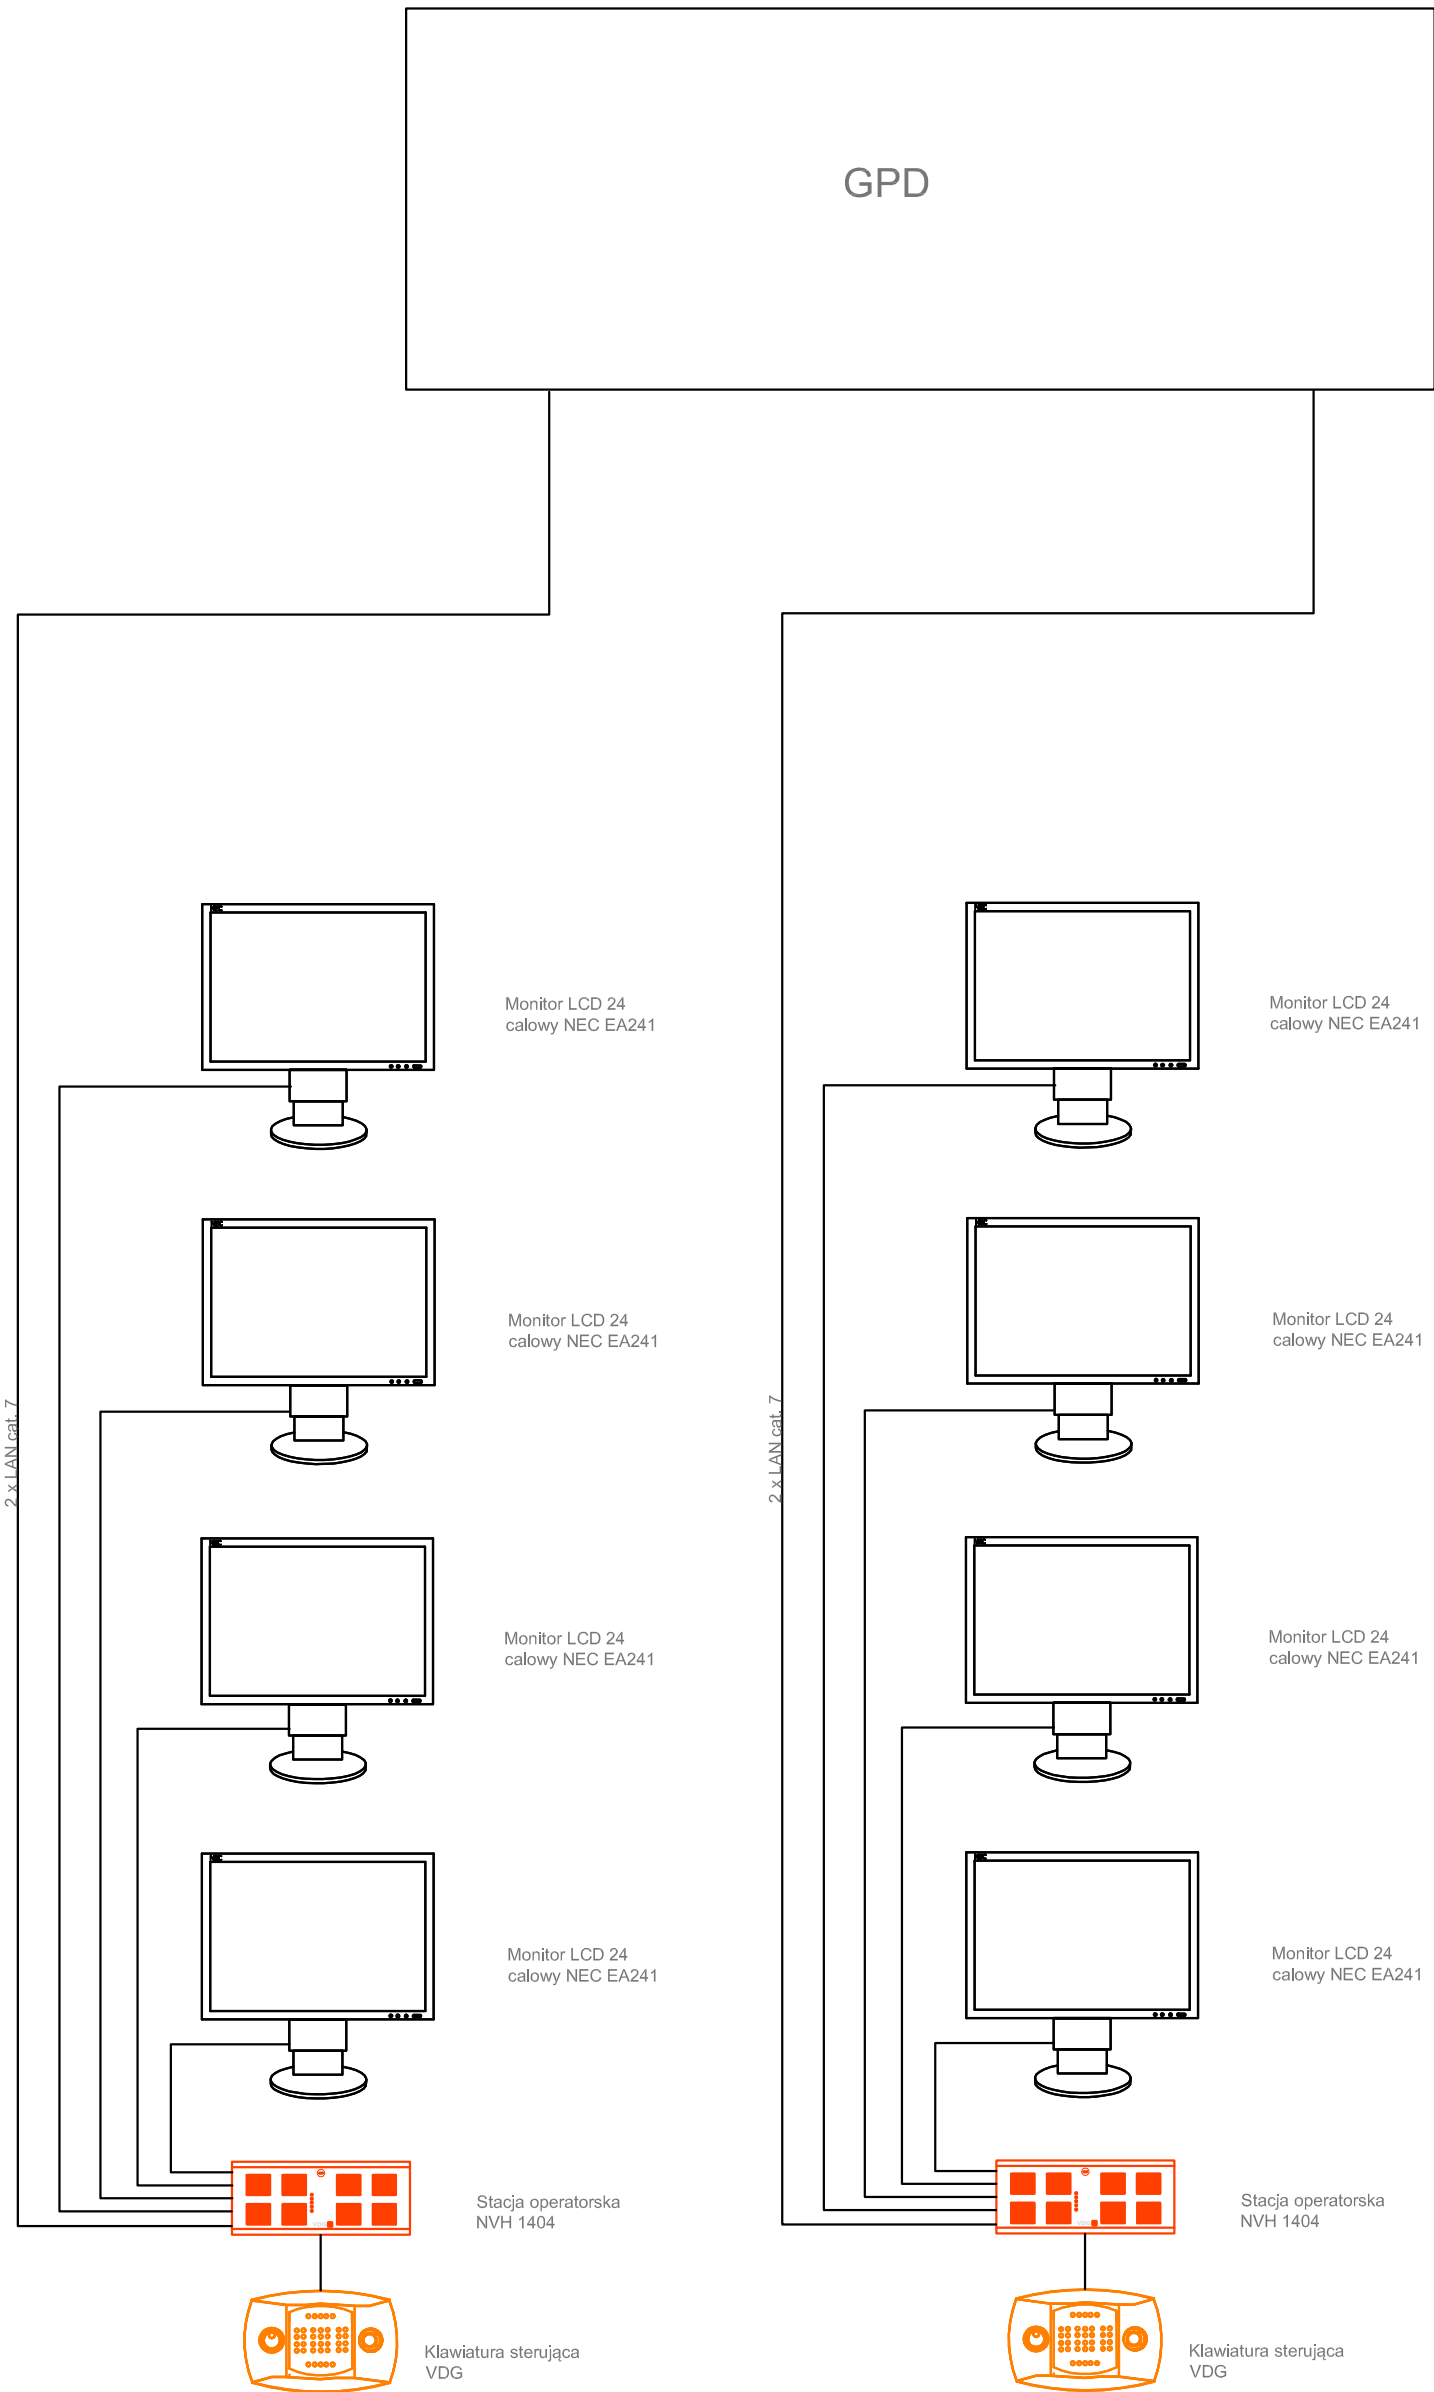 GPD
Monitor LCD 24
calowy NEC EA241
Monitor LCD 24
calowy NEC EA241
Monitor LCD 24
calowy NEC EA241
Monitor LCD 24
calowy NEC EA241
2 x LAN cat. 7
2 x LAN cat. 7
Monitor LCD 24
calowy NEC EA241
Monitor LCD 24
calowy NEC EA241
Monitor LCD 24
calowy NEC EA241
Monitor LCD 24
calowy NEC EA241
Stacja operatorska
NVH 1404
Stacja operatorska
NVH 1404
Klawiatura sterująca
VDG
Klawiatura sterująca
VDG